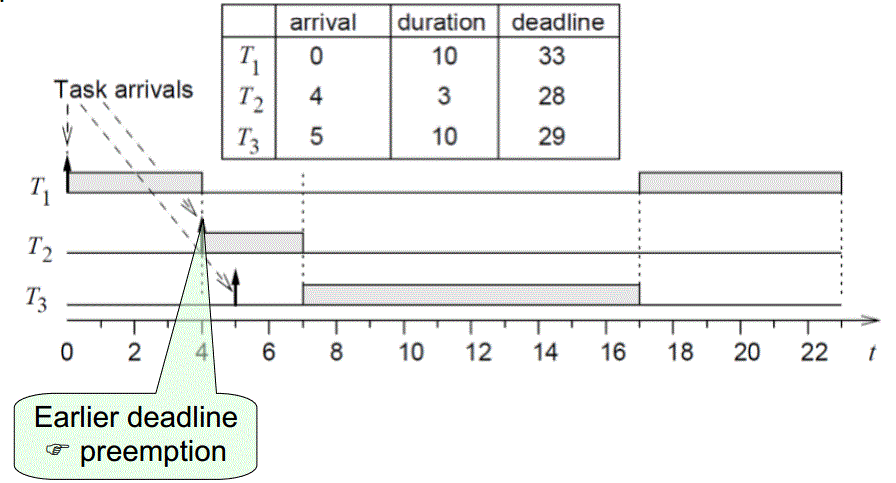 arrival duration deadline
T1 0 10 33
T2 4 3 28
T3 5 10 29
Task arrivals
T1
T2
T3
0 2 4 6 8 10 12 14 16 18 20 22 t
Earlier deadline
☞ preemption